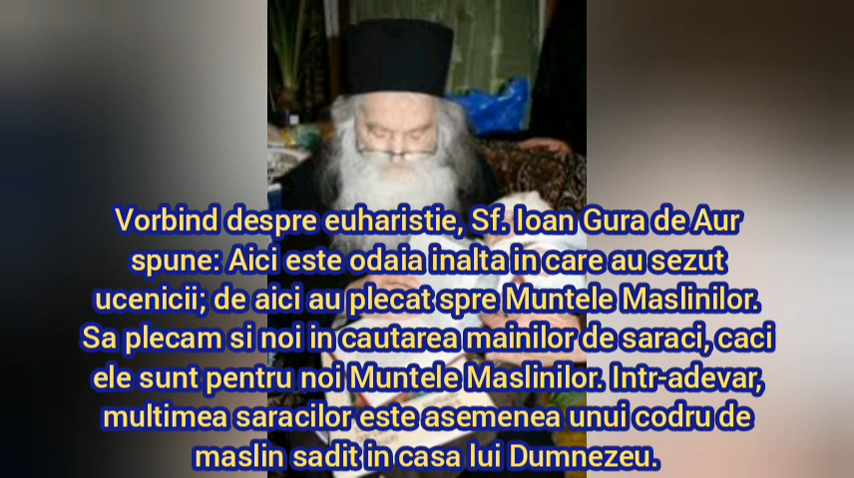 Vorbind despre euharistie, Sf. Ioan Gura de Aur
spune: Aici este odaia inalta in care au sezut
ucenicii; de aici au plecat spre Muntele Maslinilor.
Sa plecam si noi in cautarea mainilor de saraci, caci
ele sunt pentru noi Muntele Maslinilor. Intr-adevar,
multimea saracilor este asemenea unui codru de
maslin sadit in casa lui Dumnezeu.